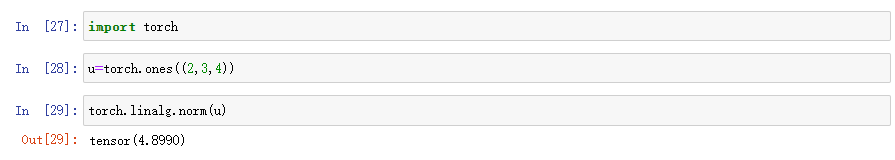 In [27]: import torch
In [28]: u=torch.ones((2,3,4))
In [29]: torch.linalg.norm(u)
Out[29]: tensor(4.8990)